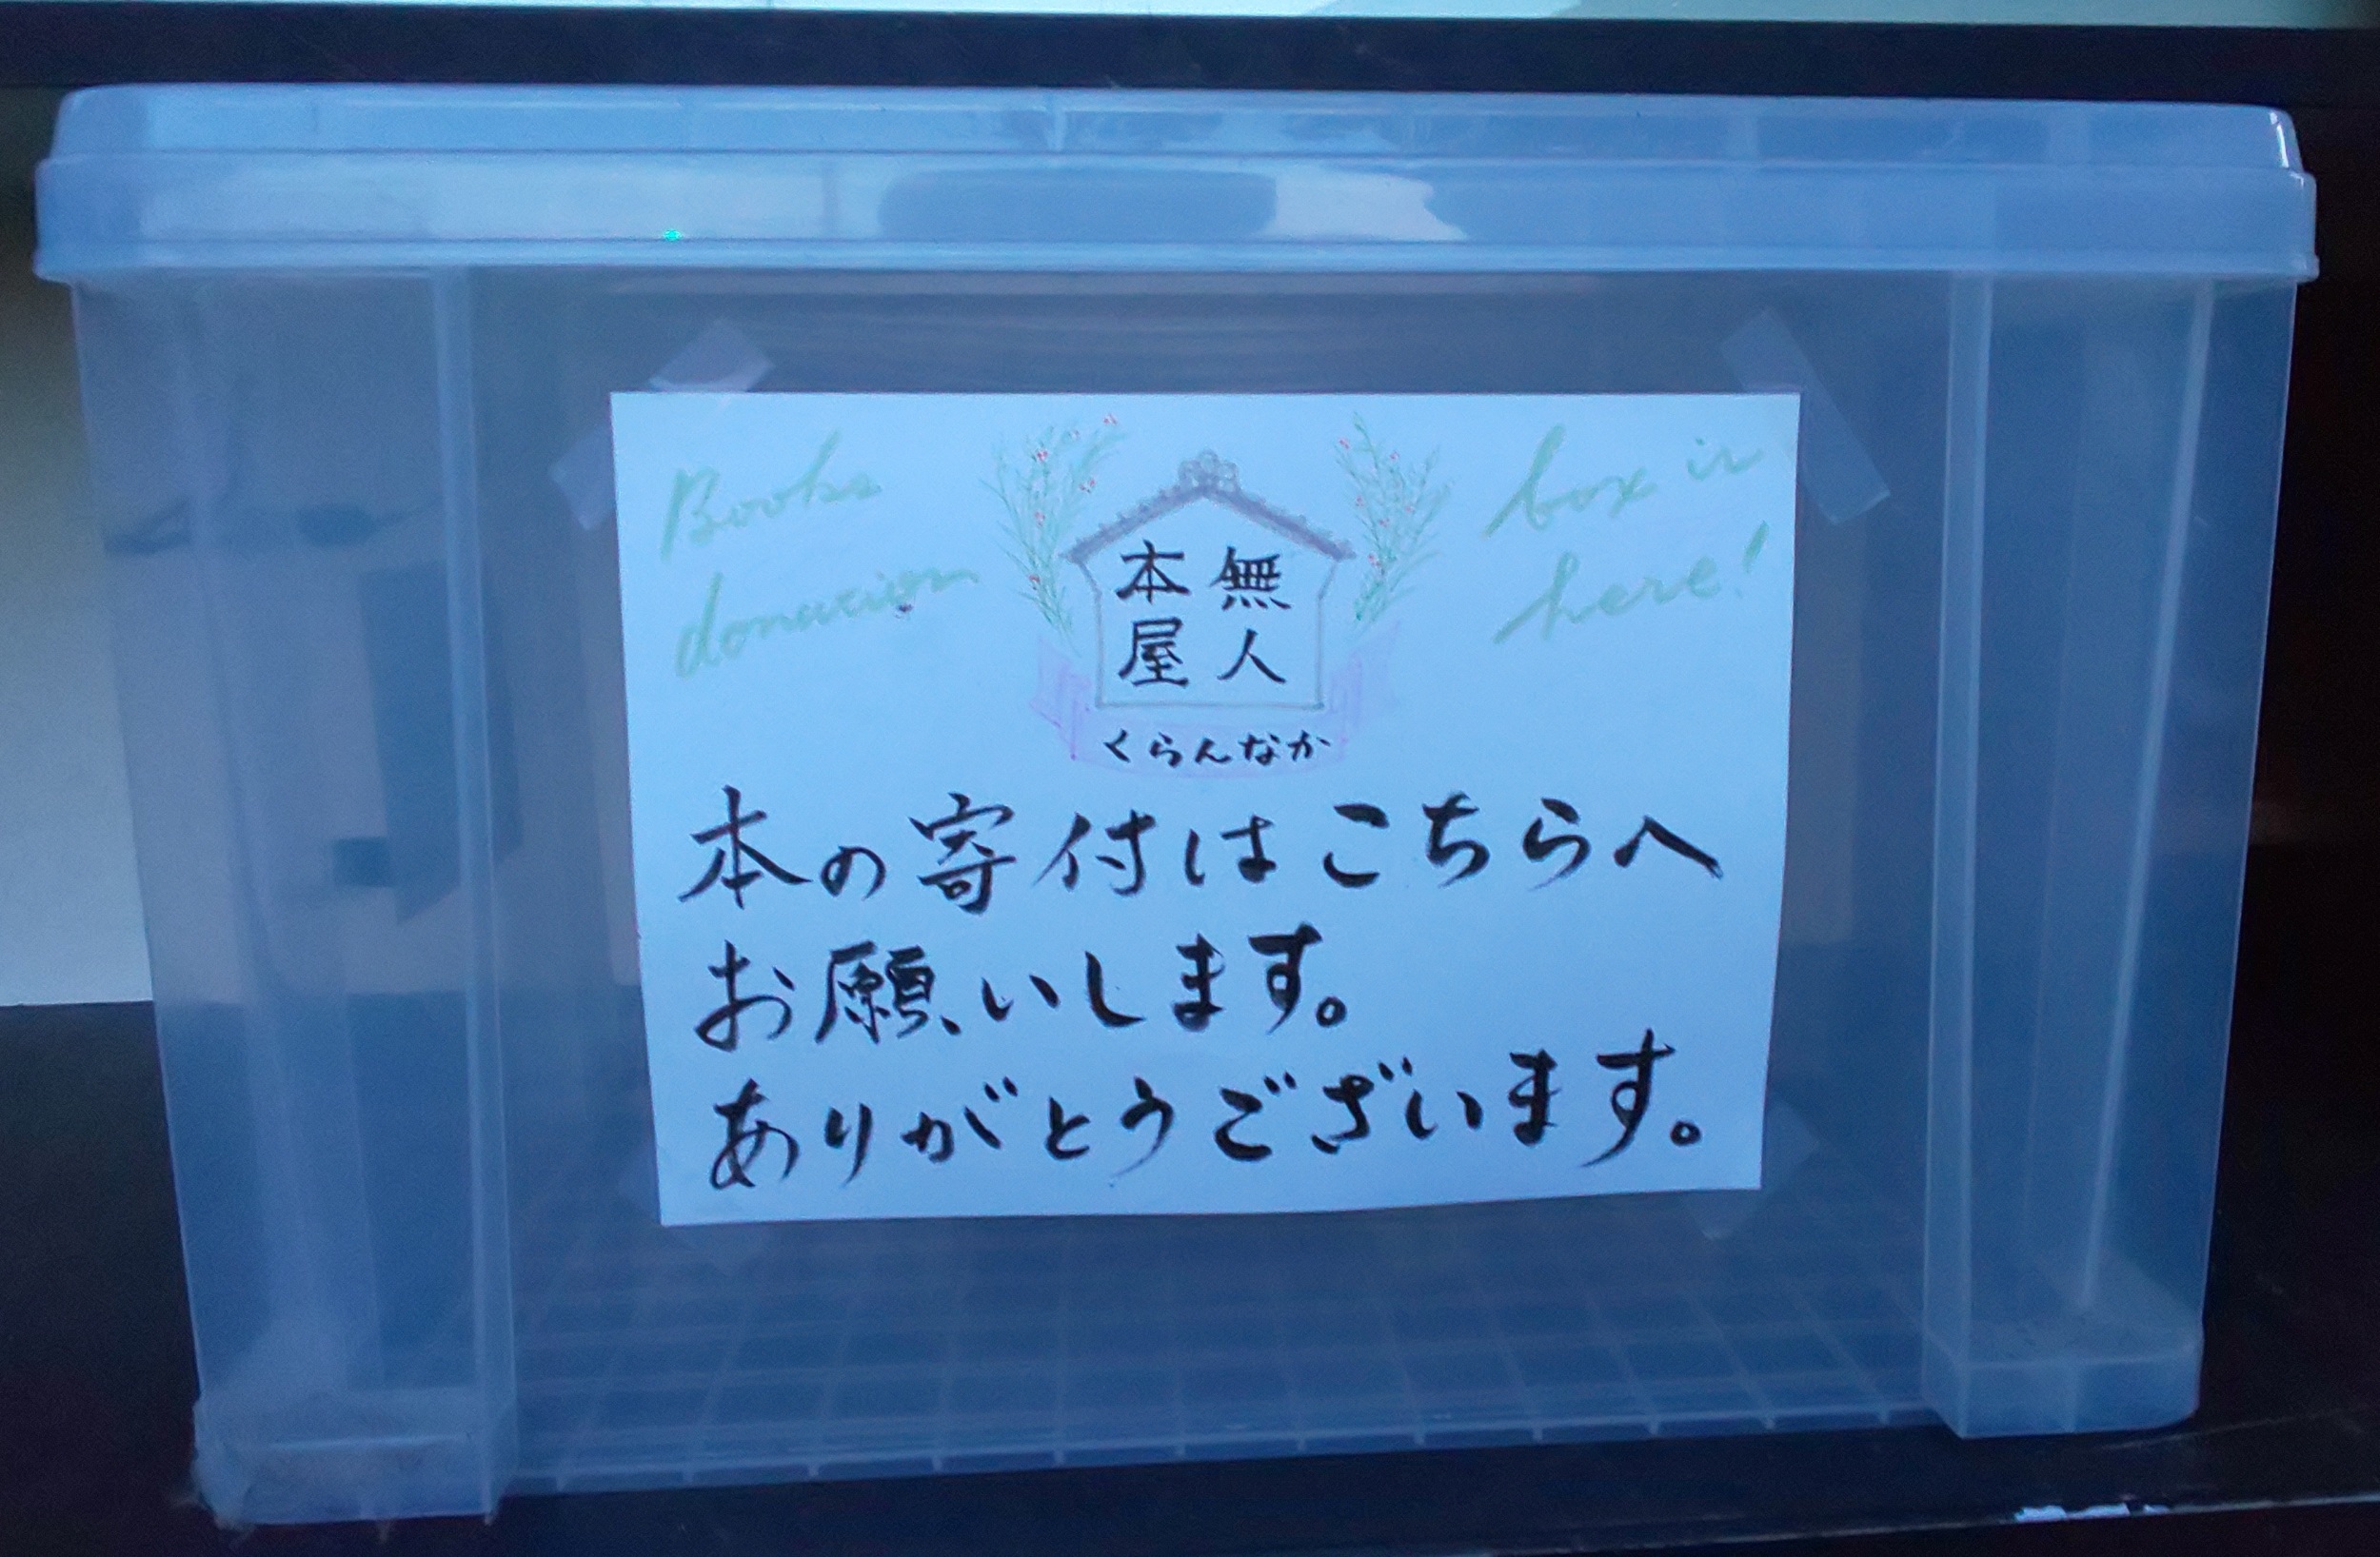 Books
donation
box is
here!
無人
本屋
くらんなか
本の寄付はこちらへ
お願いします。
ありがとうございます。